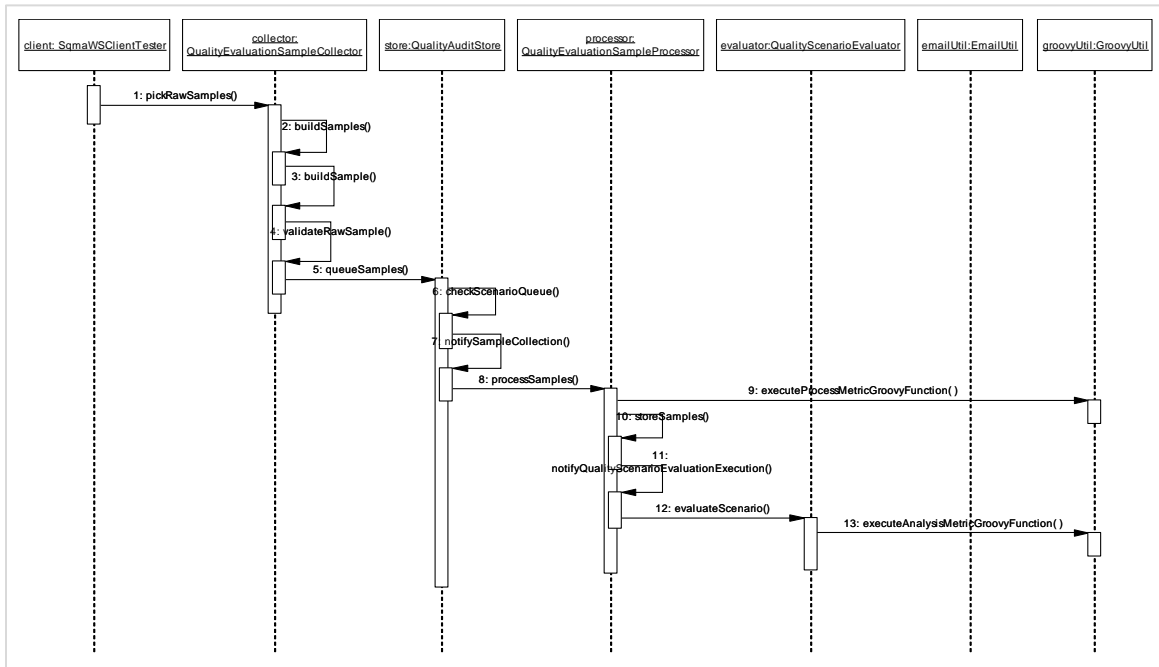 client: SqmaWSClientTester
collector:
QualityEvaluationSampleCollector
store:QualityAuditStore
processor:
QualityEvaluationSampleProcessor
evaluator:QualityScenarioEvaluator
emailUtil:EmailUtil
groovyUtil:GroovyUtil
1: pickRawSamples()
2: buildSamples()
3: buildSample()
4: validateRawSample()
5: queueSamples()
6: checkScenarioQueue()
7: notifySampleCollection()
8: processSamples()
9: executeProcessMetricGroovyFunction( )
10: storeSamples()
11:
notifyQualityScenarioEvaluationExecution()
12: evaluateScenario()
13: executeAnalysisMetricGroovyFunction( )